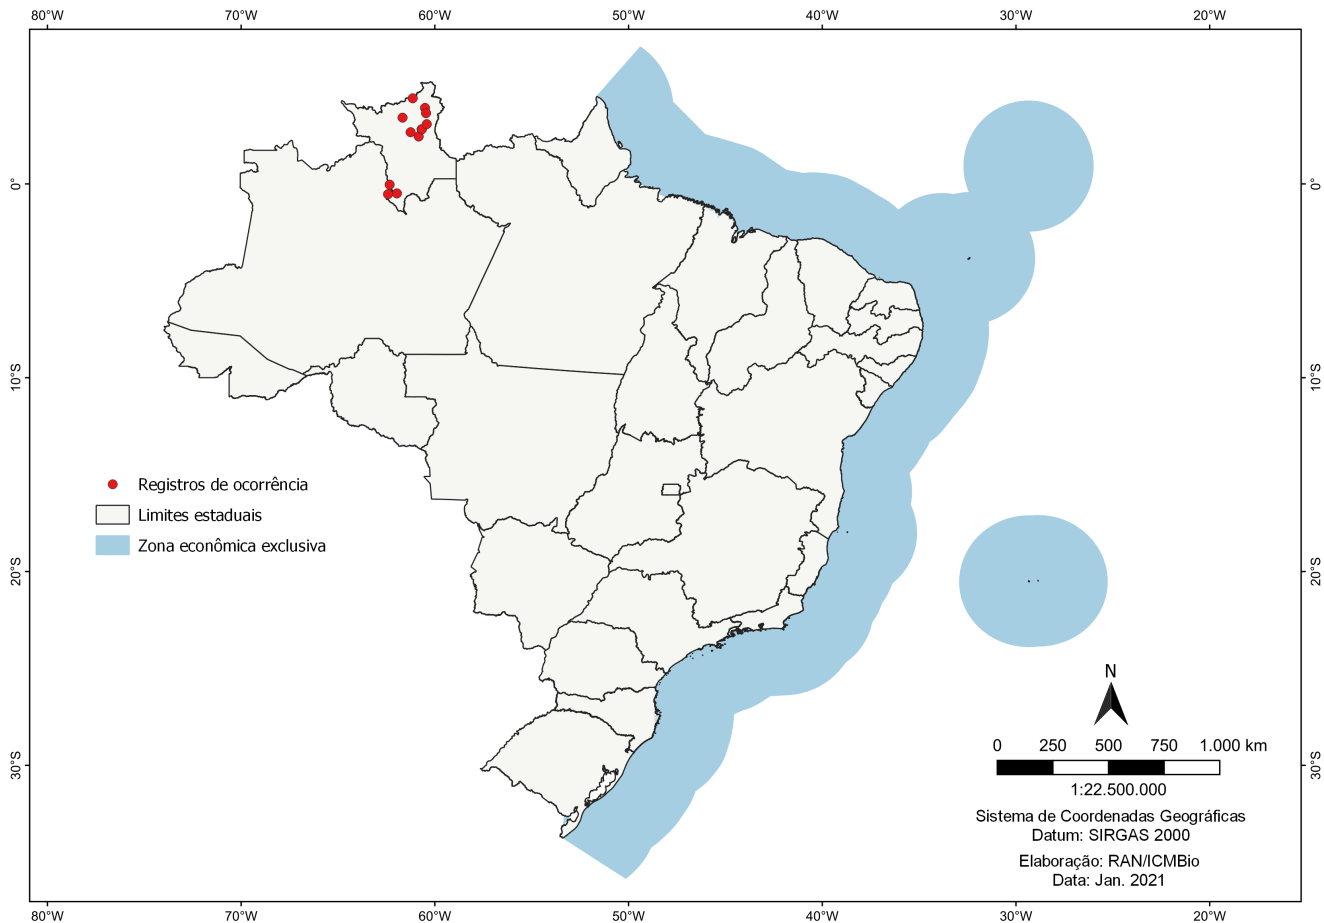 80°W 70°W 60°W 50°W 40°W 30°W 20°W
0° 0°
10°S 10°S
Registros de ocorrência
Limites estaduais
Zona econômica exclusiva
20°S 20°S
N
0 250 500 750 1.000 km
1:22.500.000
30°S 30°S
Sistema de Coordenadas Geográficas
Datum: SIRGAS 2000
Elaboração: RAN/ICMBio
Data: Jan. 2021
80°W 70°W 60°W 50°W 40°W 30°W 20°W